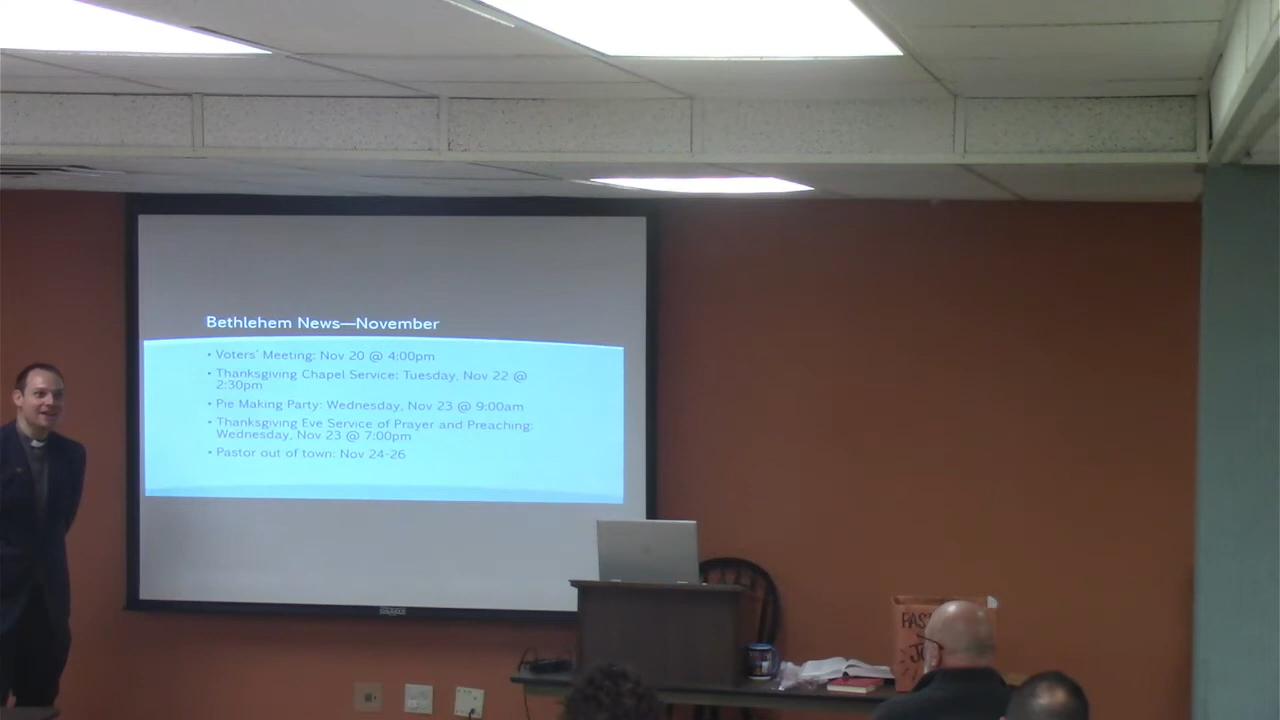 Bethlehem News—November
• Voters' Meeting: Nov 20 @ 4:00pm
• Thanksgiving Chapel Service: Tuesday, Nov 22 @
2:30pm
• Pie Making Party: Wednesday, Nov 23 @ 9:00am
• Thanksgiving Eve Service of Prayer and Preaching:
Wednesday, Nov 23 @ 7:00pm
• Pastor out of town: Nov 24-26